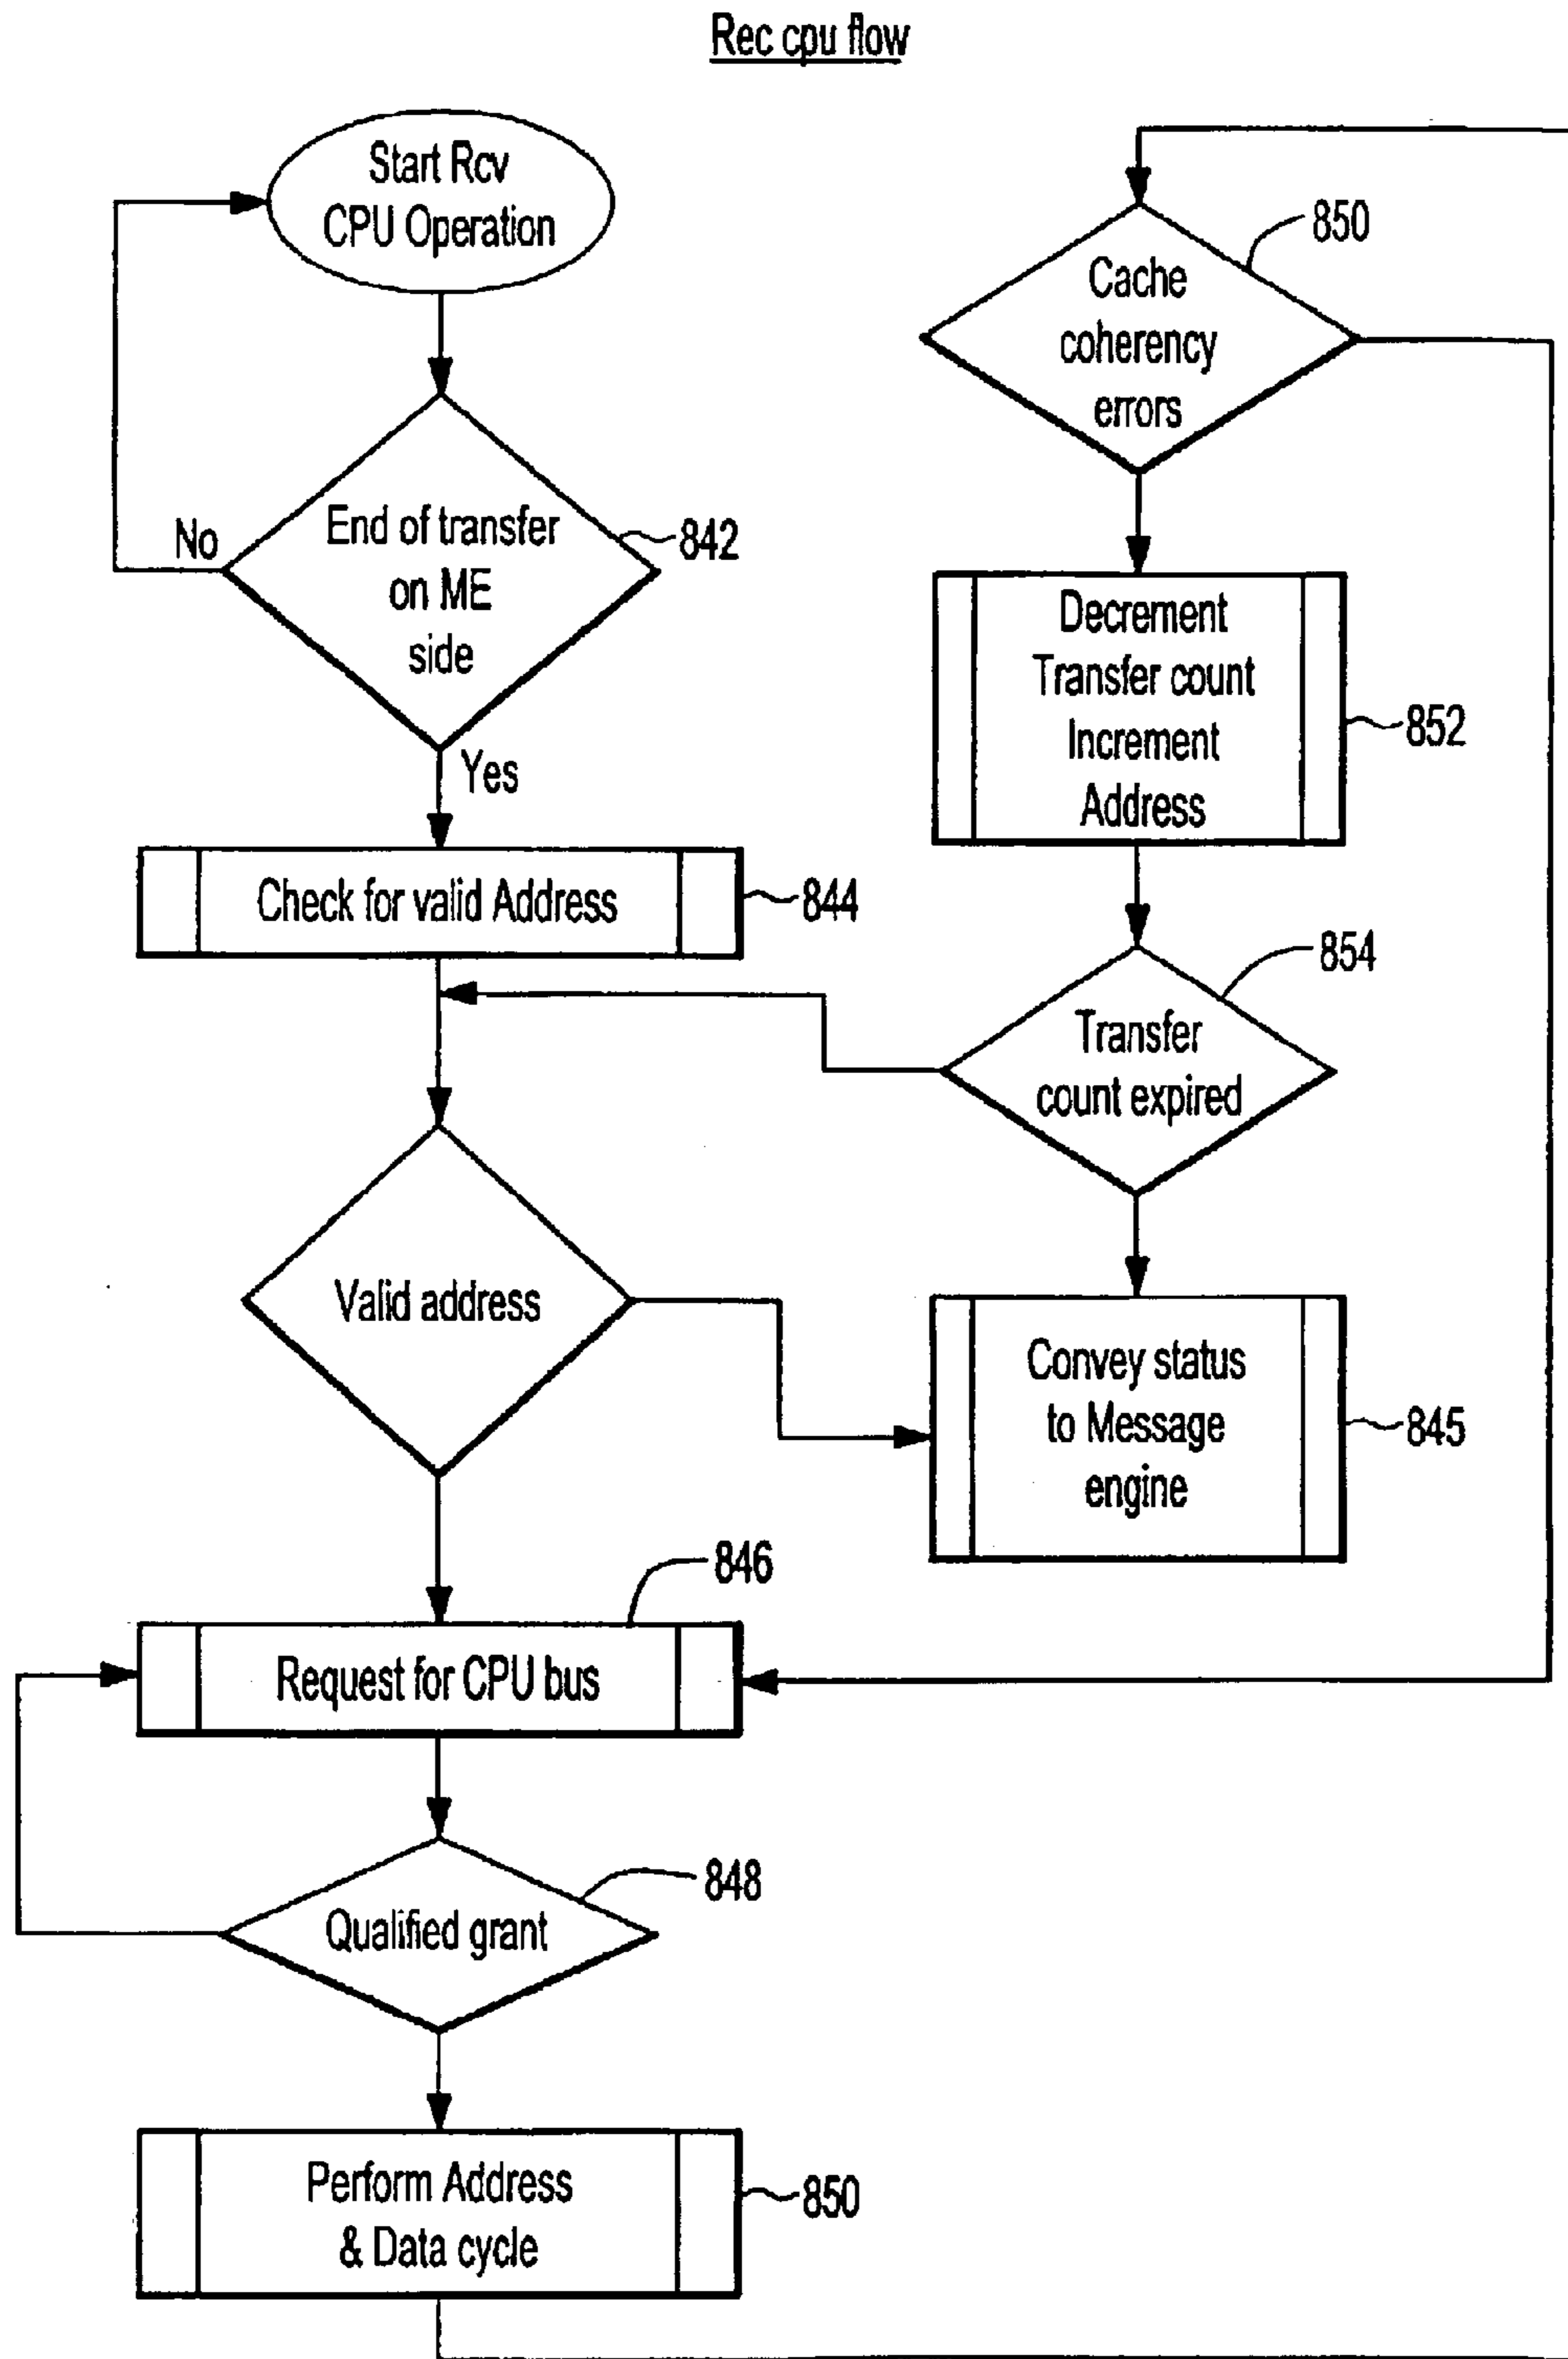 Rec cpu flow
Start Rcv
CPU Operation
No
End of transfer
on ME
side
842
Yes
Check for valid Address
844
Valid address
Request for CPU bus
846
Qualified grant
848
Perform Address
& Data cycle
850
Cache
coherency
errors
850
Decrement
Transfer count
Increment
Address
852
Transfer
count expired
854
Convey status
to Message
engine
845